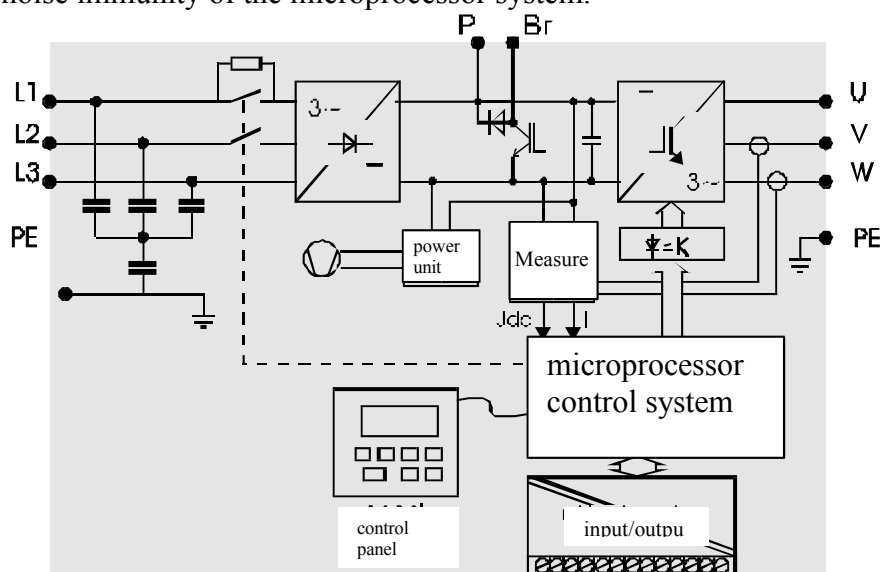 noise immunity of the microprocessor system.
P Br
L1
L2
L3
PE
3·~
3·~
U
V
W
PE
power
unit
Measure
Jdc I
microprocessor
control system
control
panel
input/outpu